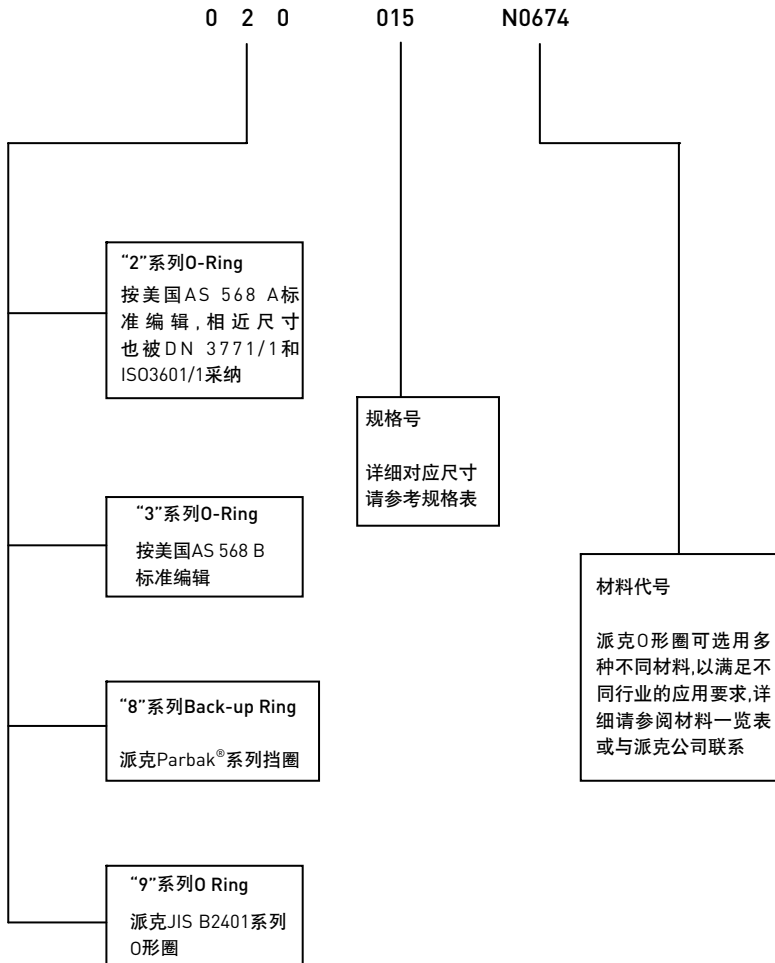 0 2 0 015 N0674
“2”系列O-Ring
按美国AS 568 A标
准编辑,相近尺寸
也被DN 3771/1和
ISO3601/1采纳
规格号
详细对应尺寸
请参考规格表
“3”系列O-Ring
按美国AS 568 B
标准编辑
材料代号
派克O形圈可选用多
种不同材料,以满足不
同行业的应用要求,详
细请参阅材料一览表
或与派克公司联系
“8”系列Back-up Ring
派克Parbak®系列挡圈
“9”系列O Ring
派克JIS B2401系列
O形圈